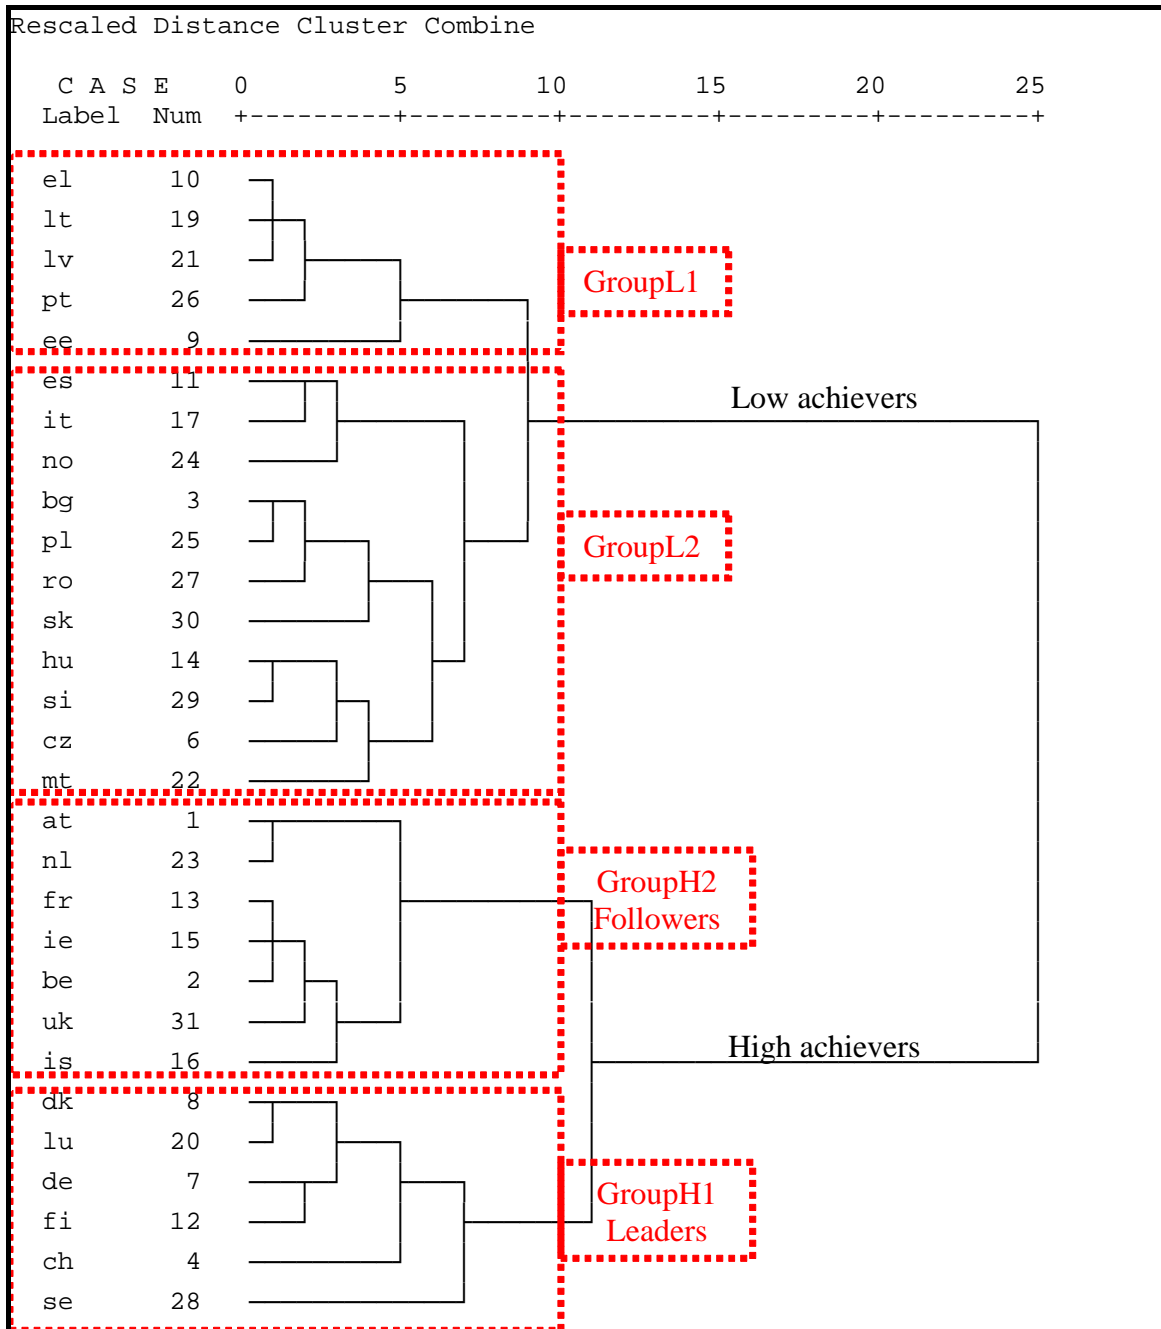 Rescaled Distance Cluster Combine
C A S E 0 5 10 15 20 25
Label Num +---------+---------+---------+---------+---------+
el 10
lt 19
lv 21
GroupL1
pt 26
ee 9
es 11
Low achievers
it 17
no 24
bg 3
pl 25
GroupL2
ro 27
sk 30
hu 14
si 29
cz 6
mt 22
at 1
nl 23
GroupH2
fr 13
Followers
ie 15
be 2
uk 31
High achievers
is 16
dk 8
lu 20
de 7
GroupH1
fi 12
Leaders
ch 4
se 28